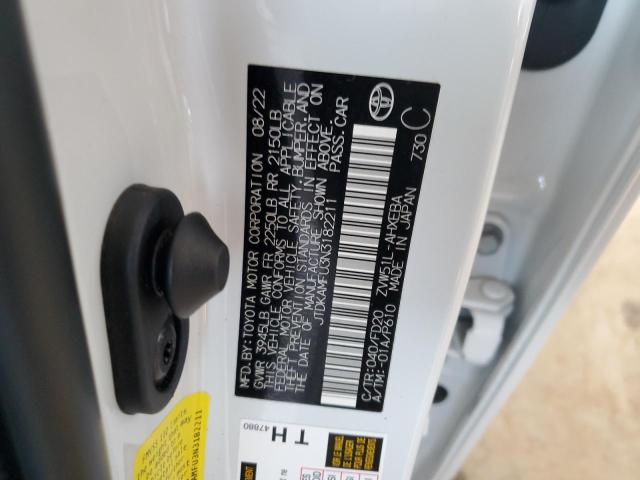 MFD.BY:TOYOTA MOTOR CORPORATION 08/22
GVWR 3945LB GAWR FR 2250LB RR 2150LB
THIS VEHICLE CONFORMS TO ALL APPLICABLE
FEDERAL MOTOR VEHICLE SAFETY, BUMPER, AND
THEFT PREVENTION STANDARDS IN EFFECT ON
THE DATE OF MANUFACTURE SHOWN ABOVE.
JTDKAMFU3N3182211 PASS.CAR
C/TR:040/FD20 ZVW51L-AHXEBA
A/TM:-01A/P610 MADE IN JAPAN 730 C
TH
47880
AMFU3N3182211